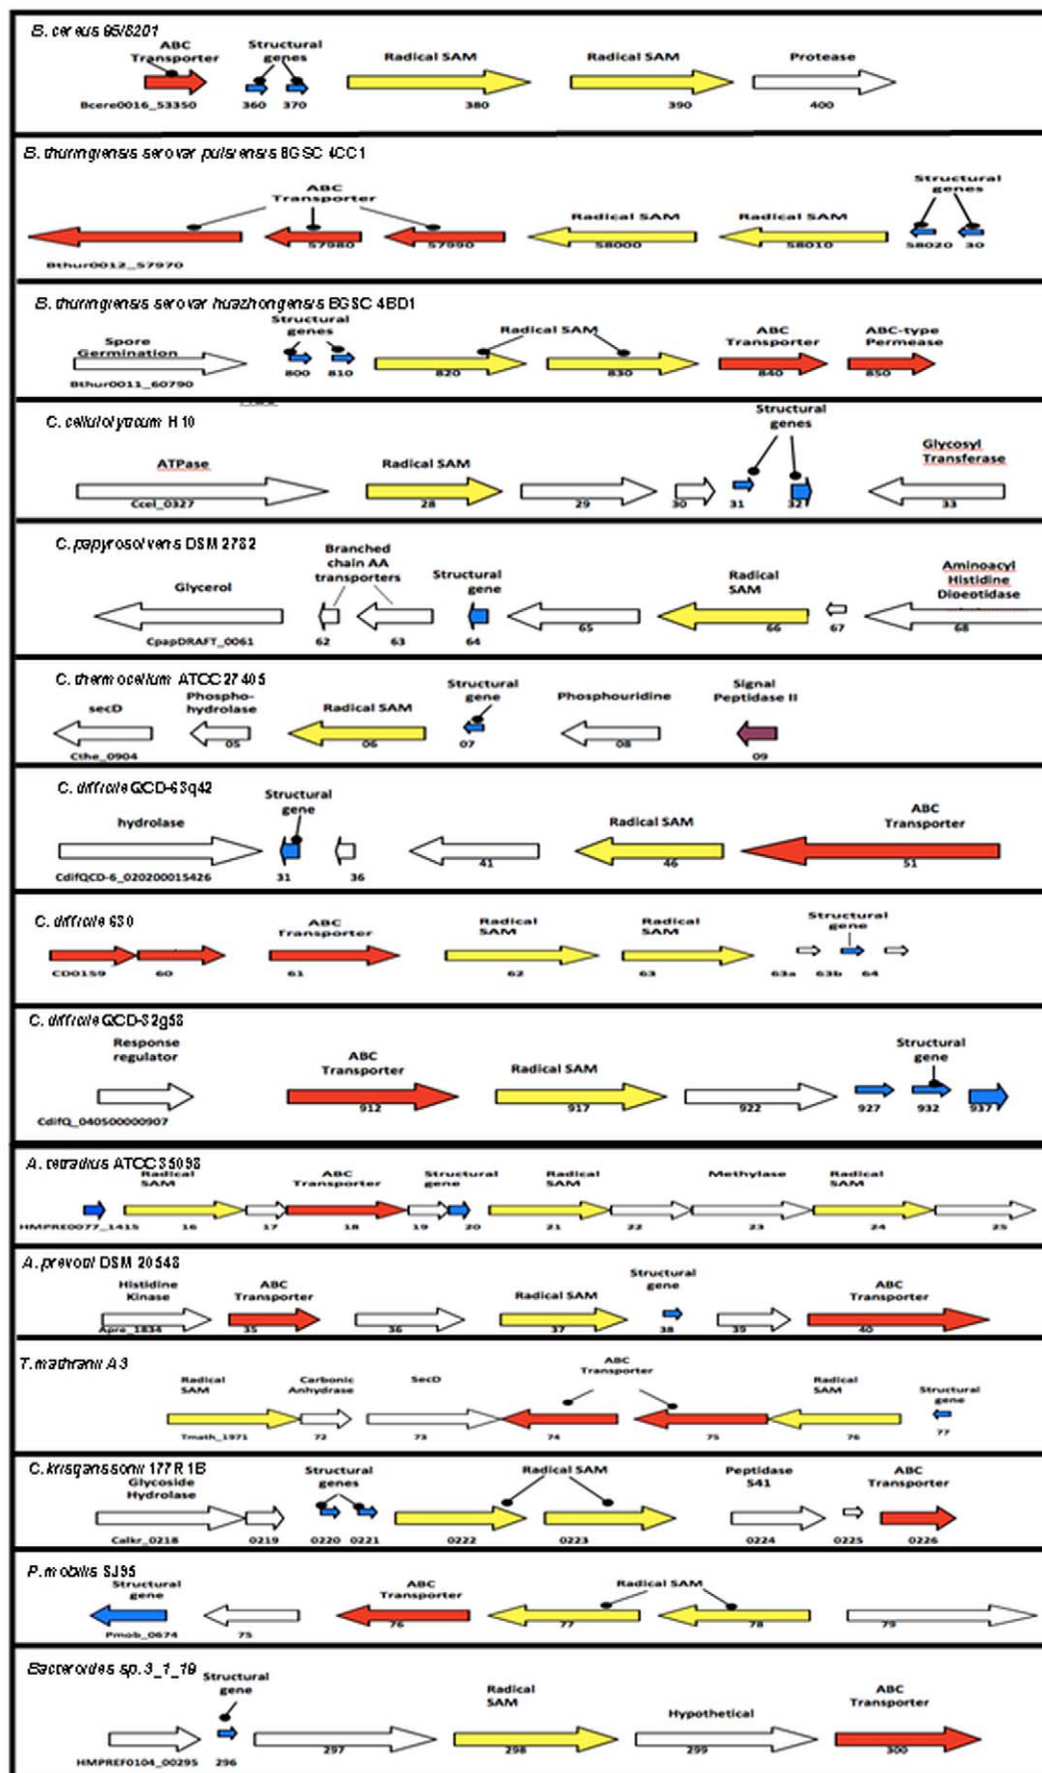 B. cereus 95/8201
ABC Transporter
Structural genes
Radical SAM
Radical SAM
Protease
Bcere0016_53350 360 370 380 390 400
B. thuringiensis serovar pulsiensis BGSC 4CC1
ABC Transporter
Radical SAM
Radical SAM
Structural genes
Bthur0012_57970 57980 57990 58000 58010 58020 30
B. thuringiensis serovar huazhongensis BGSC 4BD1
Spore Germination
Structural genes
Radical SAM
ABC Transporter
ABC-type Permease
Bthur0011_60790 800 810 820 830 840 850
C. cellulolyticum H10
ATPase
Radical SAM
Structural genes
Glycosyl Transferase
Ccel_0327 28 29 30 31 32 33
C. papyrosolvens DSM 2782
Glycerol
Branched chain AA transporters
Structural gene
Radical SAM
Aminoacyl Histidine Dioeotidase
CpapDRAFT_0061 62 63 64 65 66 67 68
C. thermocellum ATCC 27405
secD
Phospho-hydrolase
Radical SAM
Structural gene
Phosphouridine
Signal Peptidase II
Cthe_0904 05 06 07 08 09
C. difficile QCD-63q42
hydrolase
Structural gene
Radical SAM
ABC Transporter
CdifQCD-6_020200015426 31 36 41 46 51
C. difficile 630
ABC Transporter
Radical SAM
Radical SAM
Structural gene
CD0159 60 61 62 63 63a 63b 64
C. difficile QCD-32g58
Response regulator
ABC Transporter
Radical SAM
Structural gene
CdifQ_040500000907 912 917 922 927 932 937
A. tetradius ATCC 35098
Radical SAM
ABC Transporter
Structural gene
Radical SAM
Methylase
Radical SAM
HMPRE0077_1415 16 17 18 19 20 21 22 23 24 25
A. prevotii DSM 20548
Histidine Kinase
ABC Transporter
Radical SAM
Structural gene
ABC Transporter
Apre_1834 35 36 37 38 39 40
T. mathranii A3
Radical SAM
Carbonic Anhydrase
SecD
ABC Transporter
Radical SAM
Structural gene
Tmath_1971 72 73 74 75 76 77
C. krisganssonii 177R1B
Glycoside Hydrolase
Structural genes
Radical SAM
Peptidase S41
ABC Transporter
Calkr_0218 0219 0220 0221 0222 0223 0224 0225 0226
P. mobilis SJ95
Structural gene
ABC Transporter
Radical SAM
Pmob_0674 75 76 77 78 79
Bacteroides sp. 3_1_19
Structural gene
Radical SAM
Hypothetical
ABC Transporter
HMPREF0104_00295 296 297 298 299 300